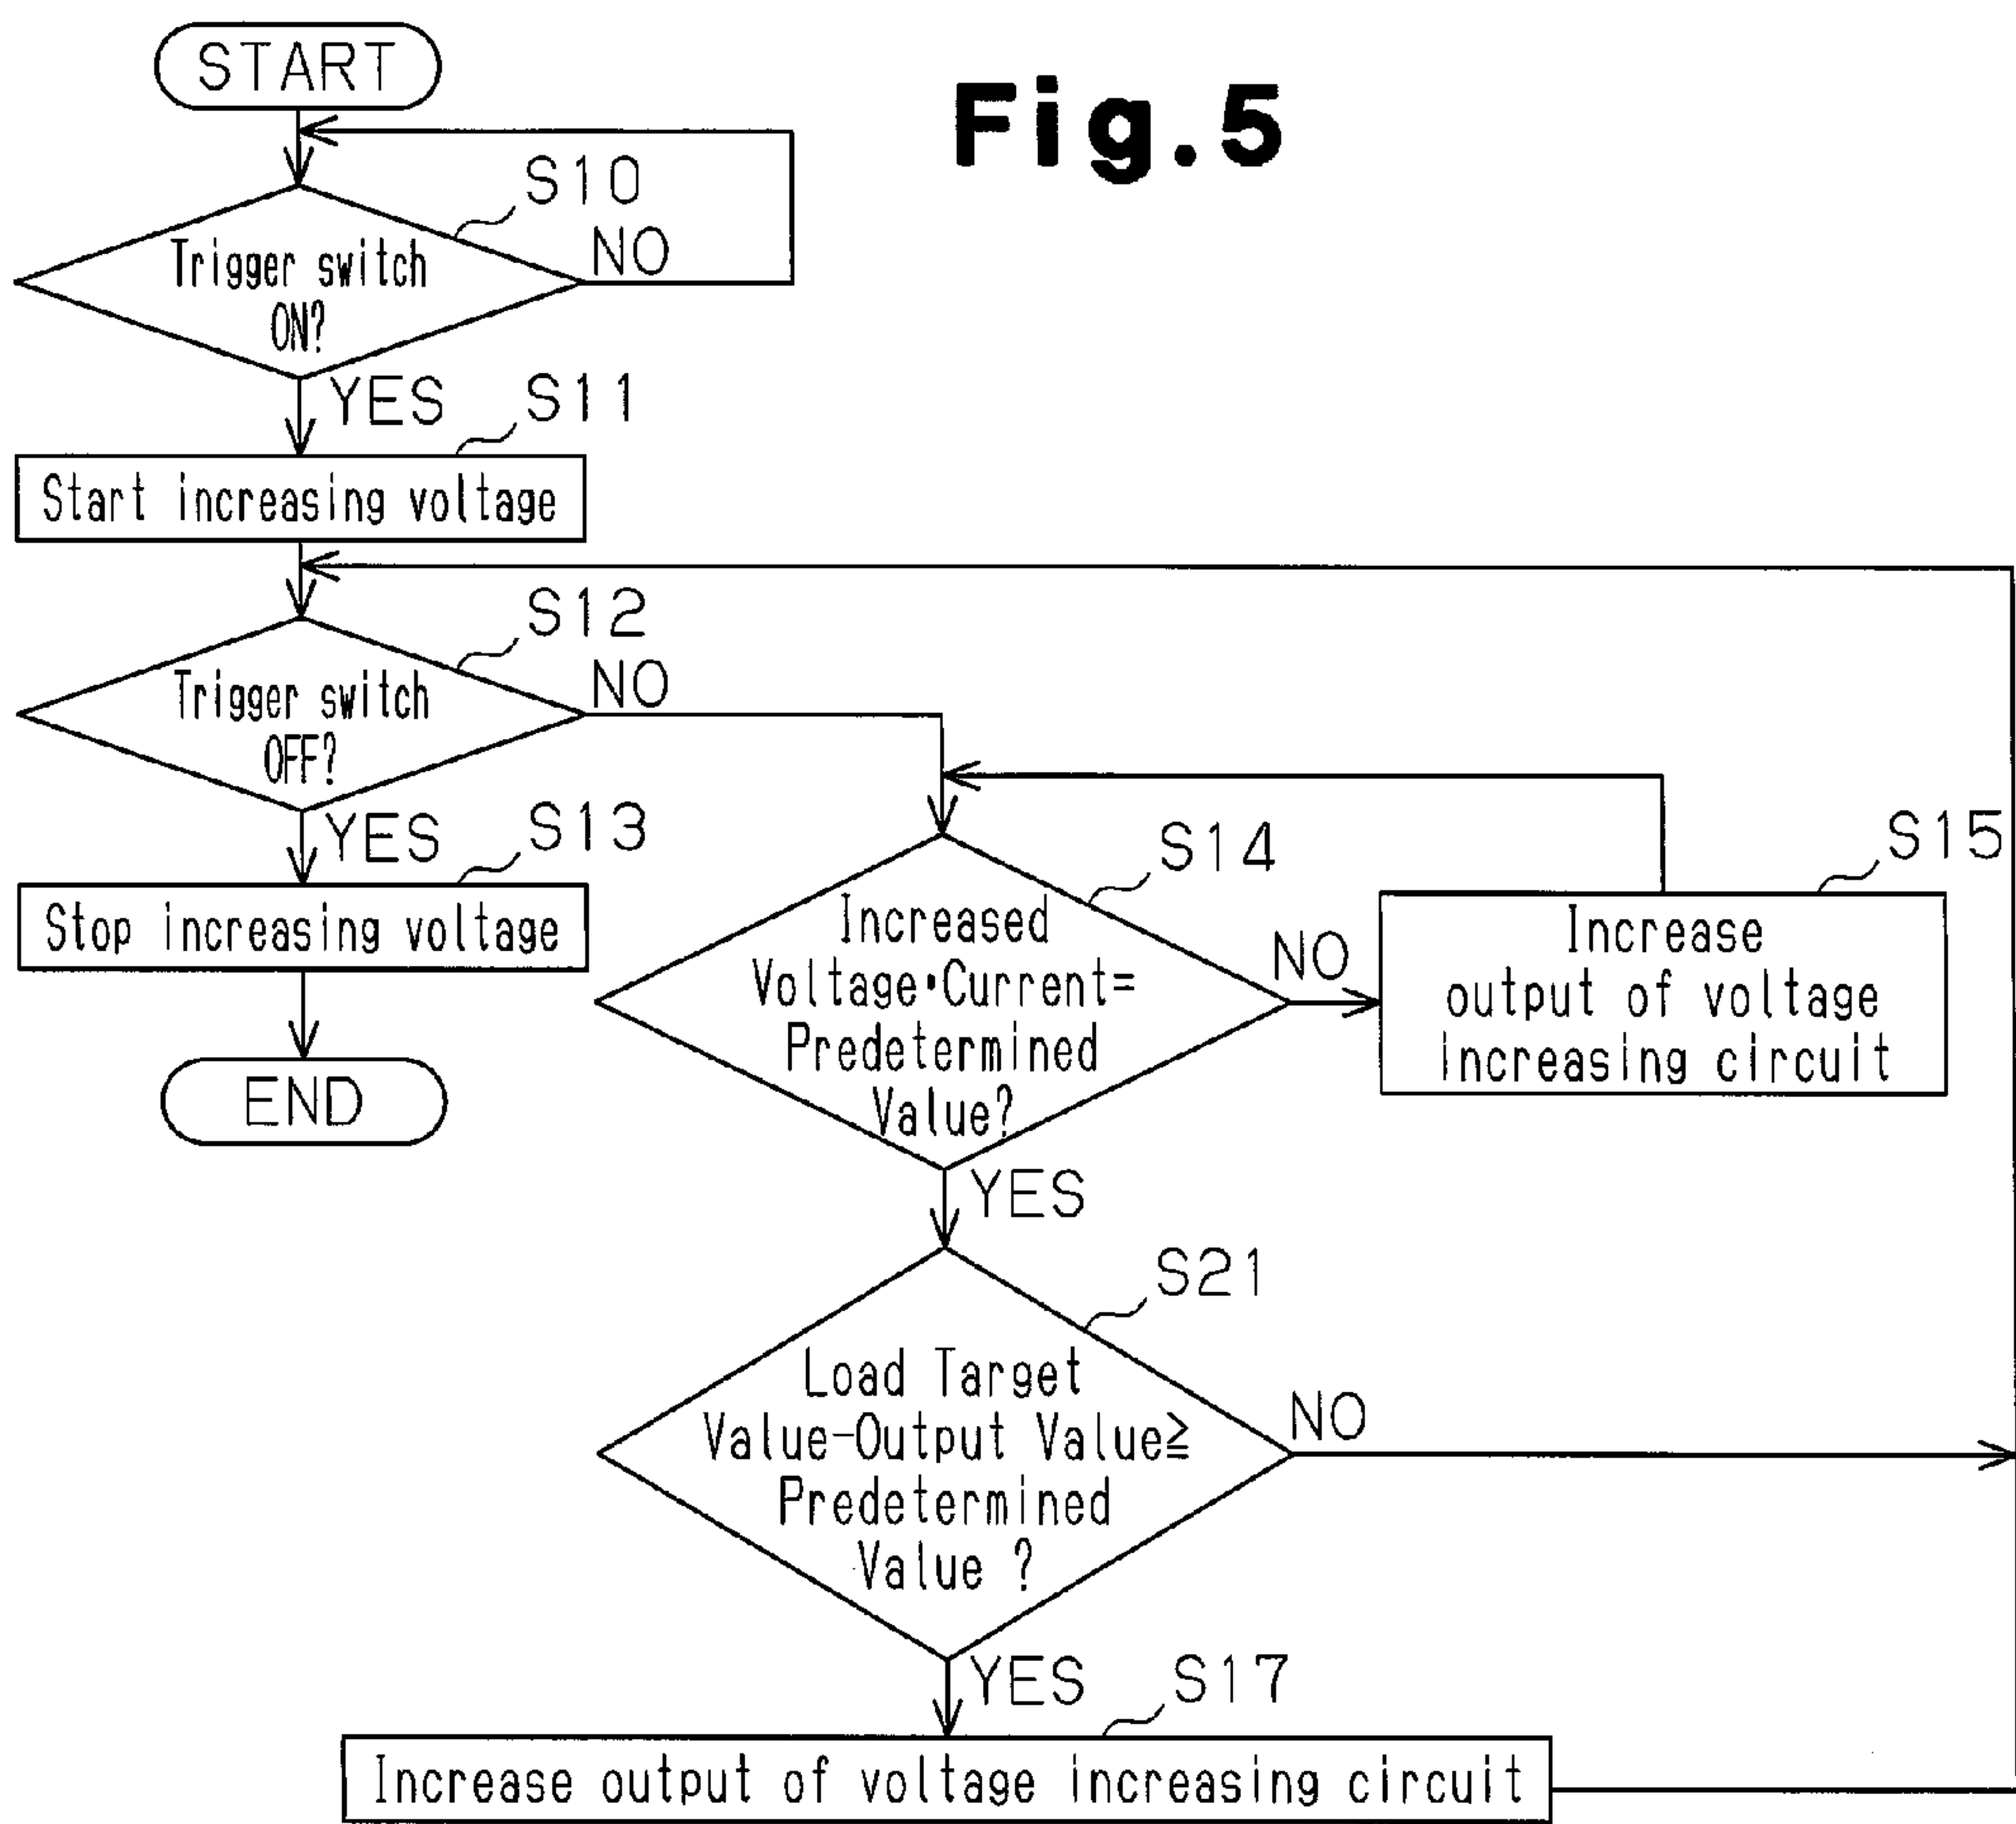 START
Fig.5
S10
Trigger switch
ON?
NO
YES
S11
Start increasing voltage
S12
Trigger switch
OFF?
NO
YES
S13
Stop increasing voltage
END
S14
Increased
Voltage·Current=
Predetermined
Value?
NO
S15
Increase
output of voltage
increasing circuit
YES
S21
Load Target
Value-Output Value≧
Predetermined
Value ?
NO
YES
S17
Increase output of voltage increasing circuit